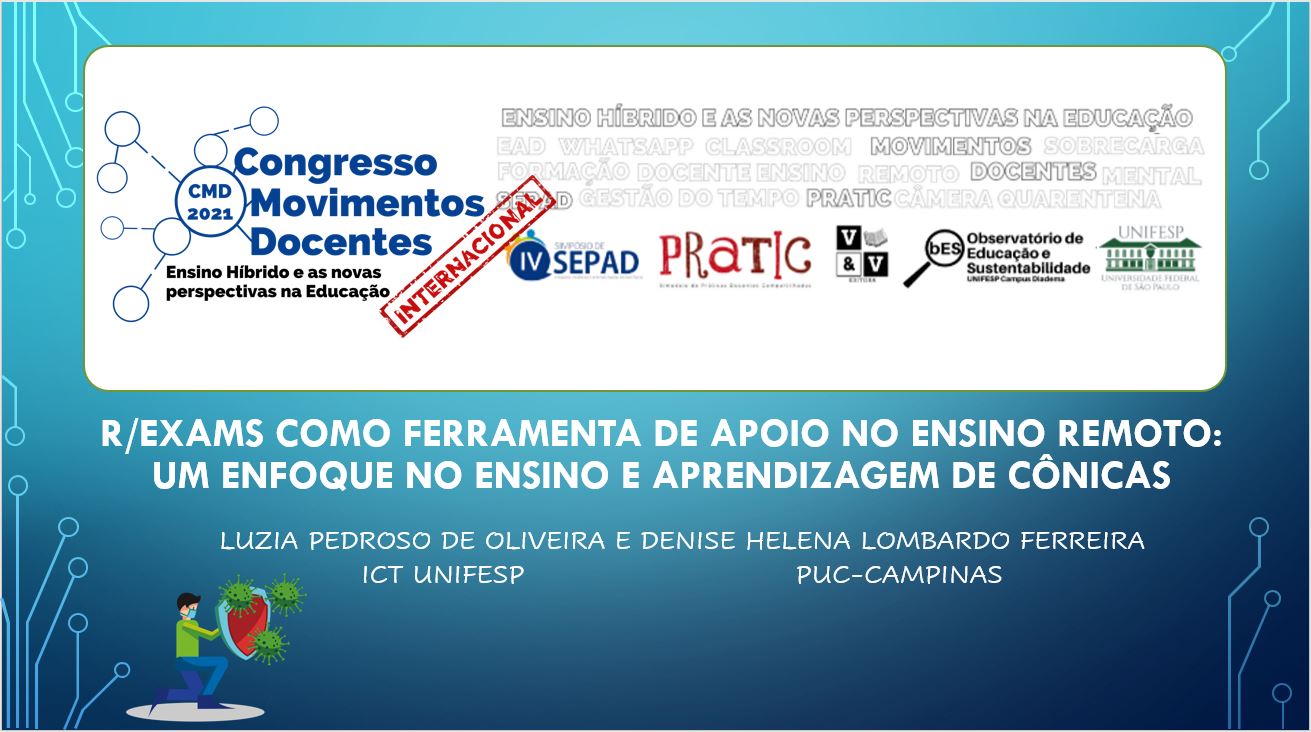 CMD
2021
Congresso
Movimentos
Docentes
Ensino Híbrido e as novas
perspectivas na Educação
INTERNACIONAL
ENSINO HÍBRIDO E AS NOVAS PERSPECTIVAS NA EDUCAÇÃO
EAD WHATSAPP CLASSROOM MOVIMENTOS SOBRECARGA
FORMAÇÃO DOCENTE ENSINO REMOTO DOCENTES MENTAL
SEPAD GESTÃO DO TEMPO PRATIC CÂMERA QUARENTENA
IV
SIMPÓSIO DE
SEPAD
PRATIC
Simpósio de Práticas Docentes Compartilhadas
V
& V
EDITORA
bES
Observatório de
Educação e
Sustentabilidade
UNIFESP Campus Diadema
UNIFESP
UNIVERSIDADE FEDERAL
DE SÃO PAULO
R/EXAMS COMO FERRAMENTA DE APOIO NO ENSINO REMOTO:
UM ENFOQUE NO ENSINO E APRENDIZAGEM DE CÔNICAS
LUZIA PEDROSO DE OLIVEIRA E DENISE HELENA LOMBARDO FERREIRA
ICT UNIFESP PUC-CAMPINAS